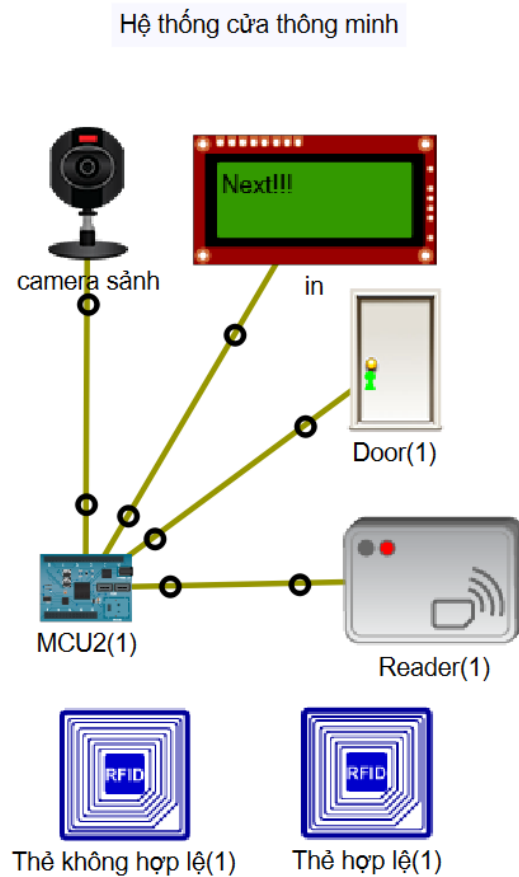 Hệ thống cửa thông minh
Next!!!
camera sảnh
in
Door(1)
MCU2(1)
Reader(1)
RFID
RFID
Thẻ không hợp lệ(1)
Thẻ hợp lệ(1)